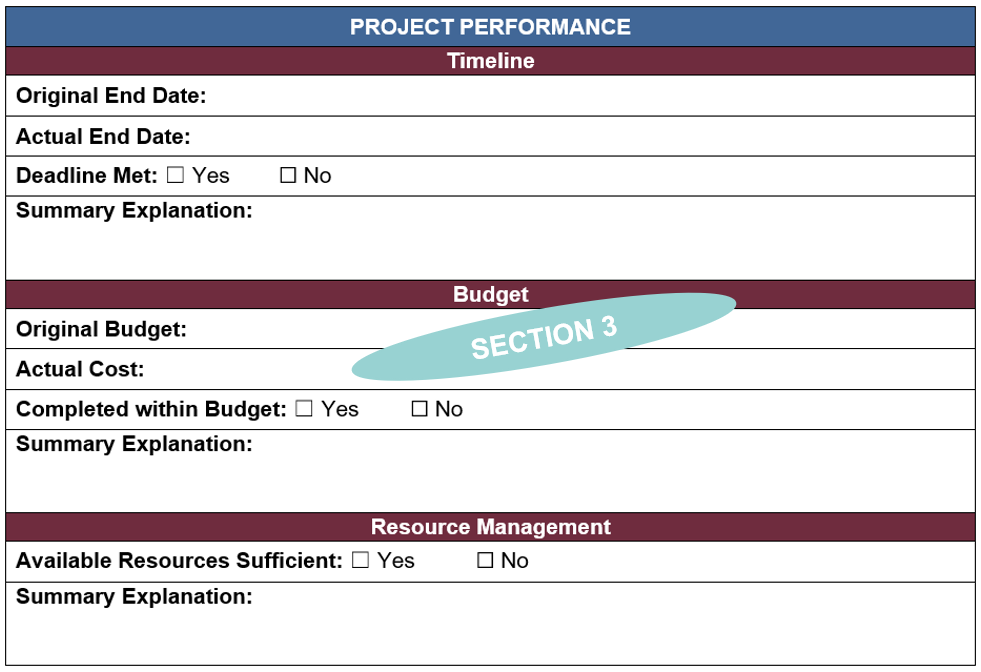 PROJECT PERFORMANCE
Timeline
Original End Date:
Actual End Date:
Deadline Met: ☐ Yes ☐ No
Summary Explanation:
Budget
Original Budget:
SECTION 3
Actual Cost:
Completed within Budget: ☐ Yes ☐ No
Summary Explanation:
Resource Management
Available Resources Sufficient: ☐ Yes ☐ No
Summary Explanation: